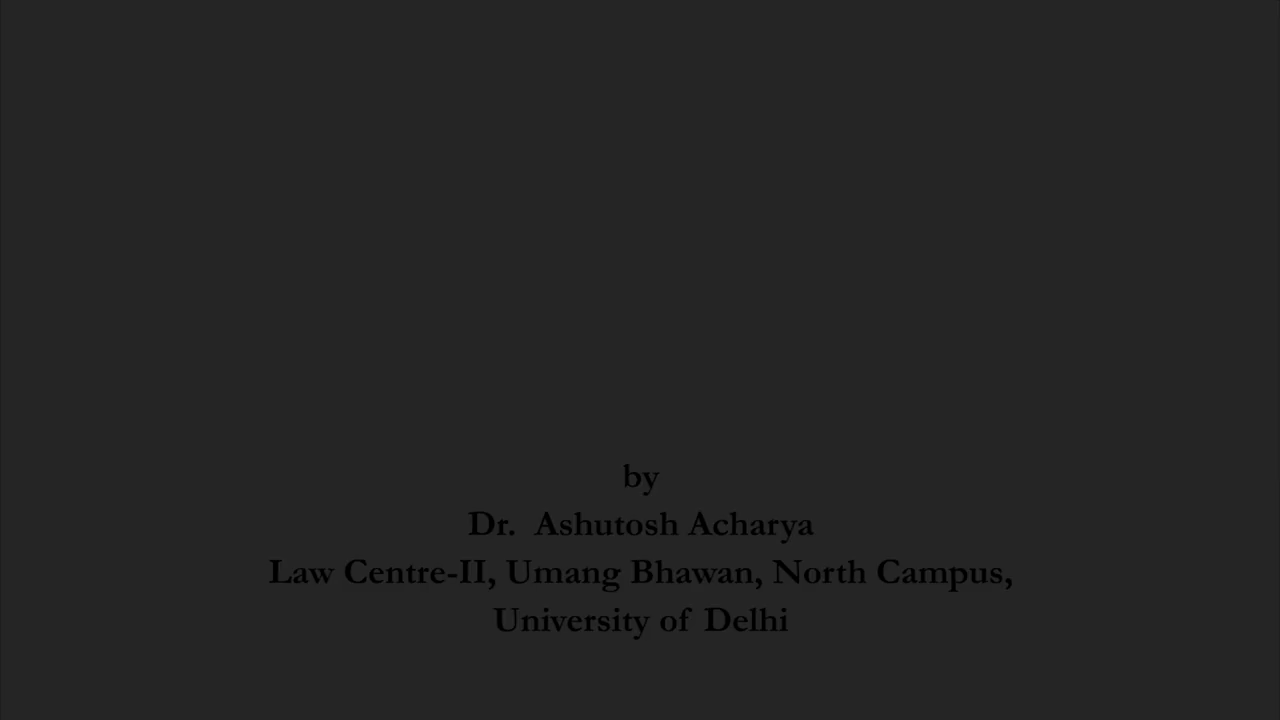 by
Dr. Ashutosh Acharya
Law Centre-II, Umang Bhawan, North Campus,
University of Delhi